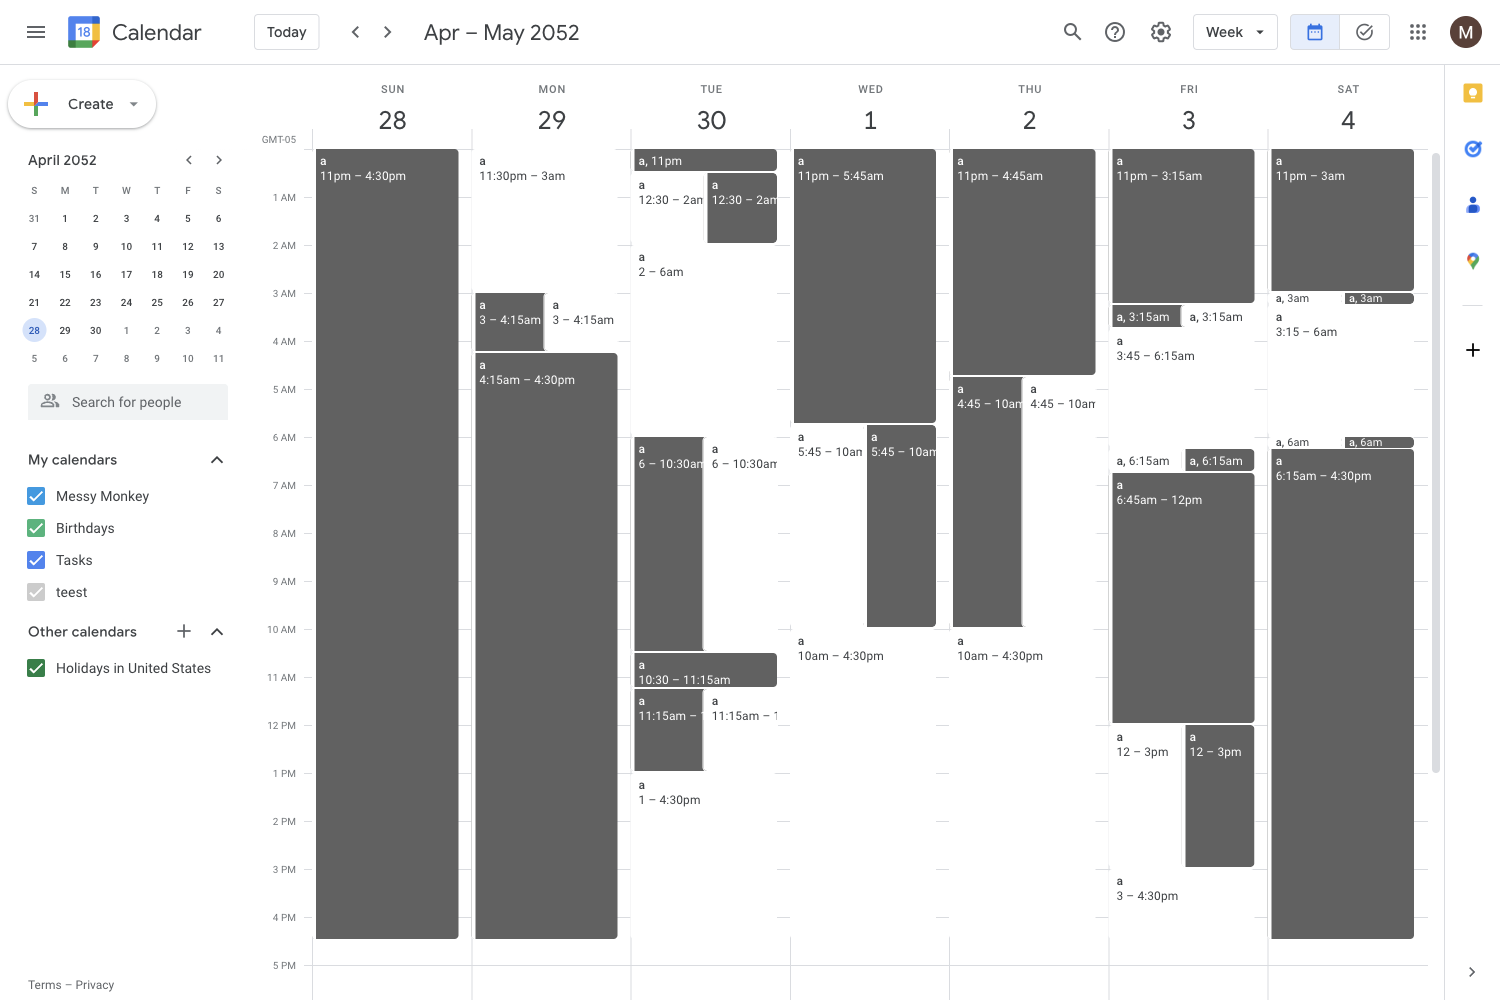 18 Calendar Today Apr – May 2052 Week M
Create
SUN MON TUE WED THU FRI SAT
28 29 30 1 2 3 4
GMT-05
April 2052
S M T W T F S
31 1 2 3 4 5 6
7 8 9 10 11 12 13
14 15 16 17 18 19 20
21 22 23 24 25 26 27
28 29 30 1 2 3 4
5 6 7 8 9 10 11
Search for people
My calendars
Messy Monkey
Birthdays
Tasks
teest
Other calendars
Holidays in United States
Terms – Privacy
1 AM
2 AM
3 AM
4 AM
5 AM
6 AM
7 AM
8 AM
9 AM
10 AM
11 AM
12 PM
1 PM
2 PM
3 PM
4 PM
5 PM
a
11pm – 4:30pm
a
11:30pm – 3am
a
3 – 4:15am
a
3 – 4:15am
a
4:15am – 4:30pm
a, 11pm
a
12:30 – 2am
a
12:30 – 2am
a
2 – 6am
a
6 – 10:30am
a
6 – 10:30am
a
10:30 – 11:15am
a
11:15am – 1
a
11:15am – 1
a
1 – 4:30pm
a
11pm – 5:45am
a
5:45 – 10am
a
5:45 – 10am
a
10am – 4:30pm
a
11pm – 4:45am
a
4:45 – 10am
a
4:45 – 10am
a
10am – 4:30pm
a
11pm – 3:15am
a, 3:15am
a, 3:15am
a
3:45 – 6:15am
a, 6:15am
a, 6:15am
a
6:45am – 12pm
a
12 – 3pm
a
12 – 3pm
a
3 – 4:30pm
a
11pm – 3am
a, 3am
a, 3am
a
3:15 – 6am
a, 6am
a, 6am
a
6:15am – 4:30pm